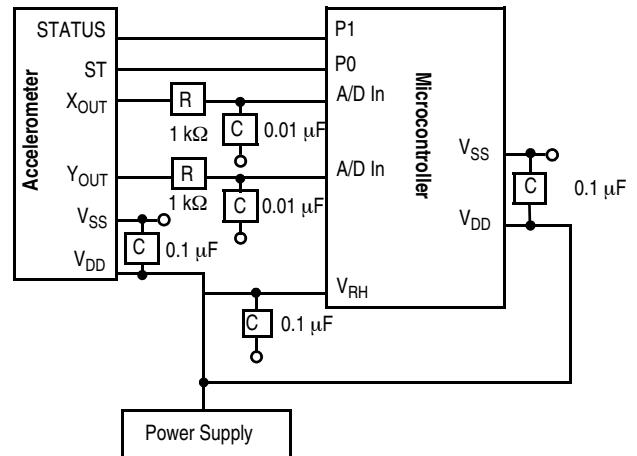 STATUS
ST
XOUT
YOUT
VSS
VDD
Accelerometer
R
1 kΩ
C
0.01 μF
R
1 kΩ
C
0.01 μF
C
0.1 μF
P1
P0
A/D In
A/D In
VRH
Microcontroller
VSS
VDD
C
0.1 μF
C
0.1 μF
Power Supply